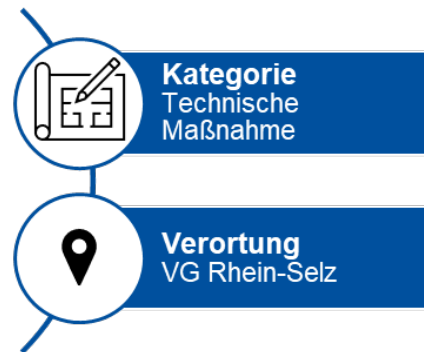 Kategorie
Technische
Maßnahme
Verortung
VG Rhein-Selz